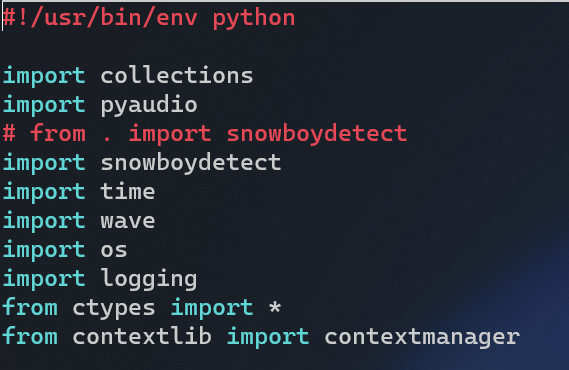 #!/usr/bin/env python
import collections
import pyaudio
# from . import snowboydetect
import snowboydetect
import time
import wave
import os
import logging
from ctypes import *
from contextlib import contextmanager